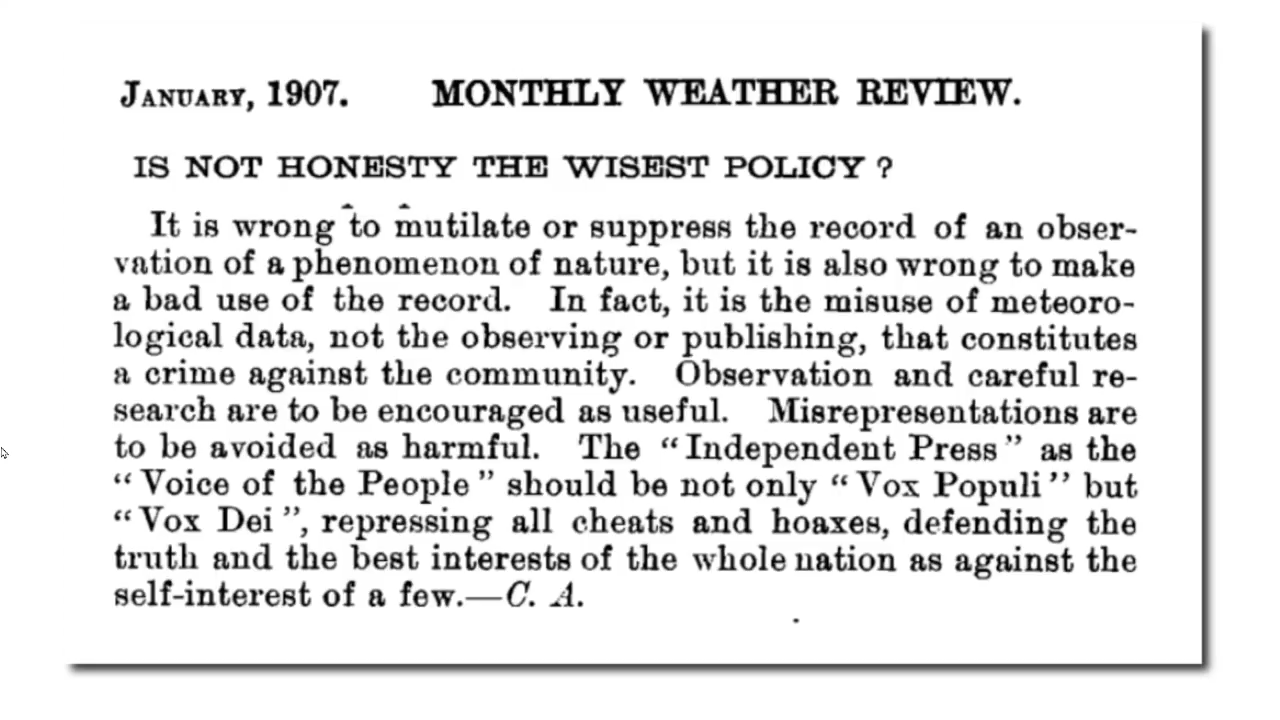 JANUARY, 1907. MONTHLY WEATHER REVIEW.
IS NOT HONESTY THE WISEST POLICY ?
It is wrong to mutilate or suppress the record of an obser-
vation of a phenomenon of nature, but it is also wrong to make
a bad use of the record. In fact, it is the misuse of meteoro-
logical data, not the observing or publishing, that constitutes
a crime against the community. Observation and careful re-
search are to be encouraged as useful. Misrepresentations are
to be avoided as harmful. The “Independent Press” as the
“Voice of the People” should be not only “Vox Populi” but
“Vox Dei”, repressing all cheats and hoaxes, defending the
truth and the best interests of the whole nation as against the
self-interest of a few.—C. A.